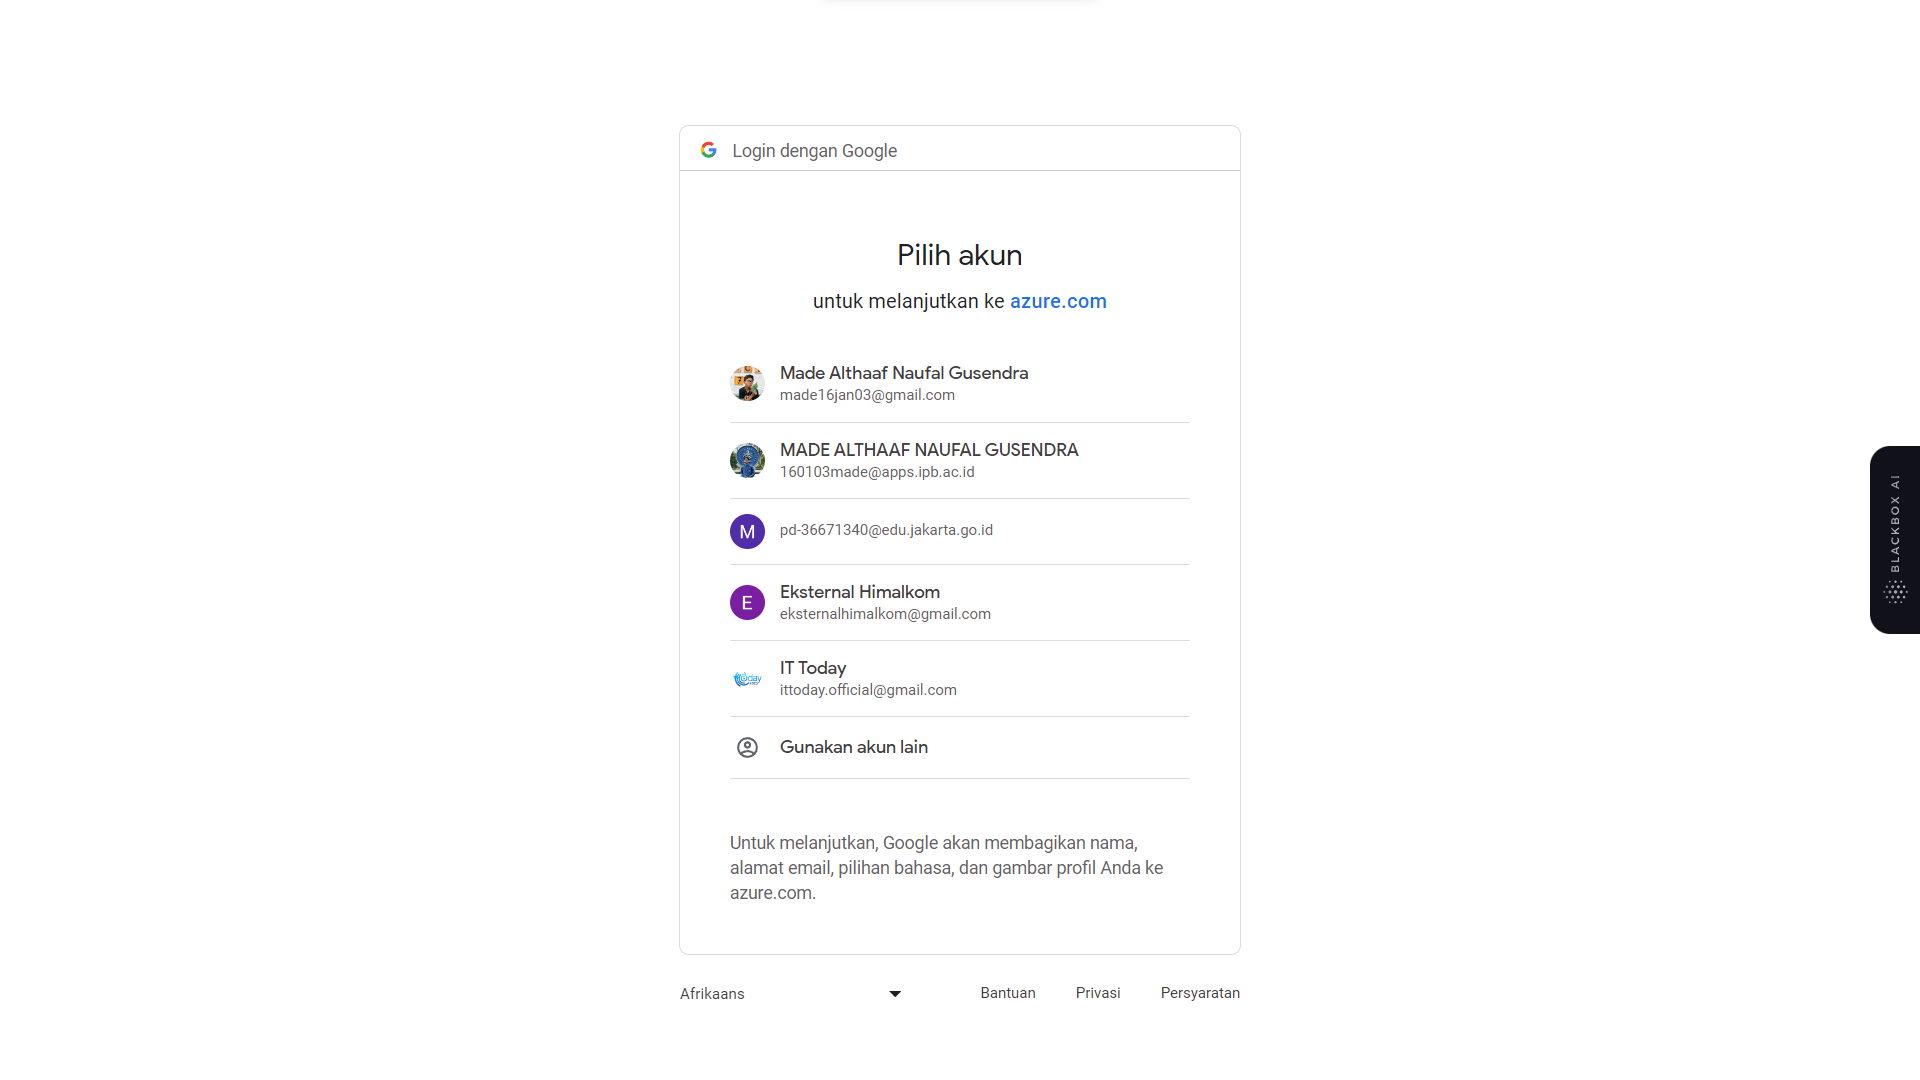 Login dengan Google
Pilih akun
untuk melanjutkan ke azure.com
Made Althaaf Naufal Gusendra
made16jan03@gmail.com
MADE ALTHAAF NAUFAL GUSENDRA
160103made@apps.ipb.ac.id
M
pd-36671340@edu.jakarta.go.id
E
Eksternal Himalkom
eksternalhimalkom@gmail.com
IT Today
ittoday.official@gmail.com
Gunakan akun lain
Untuk melanjutkan, Google akan membagikan nama,
alamat email, pilihan bahasa, dan gambar profil Anda ke
azure.com.
Afrikaans
Bantuan
Privasi
Persyaratan
BLACKBOX AI